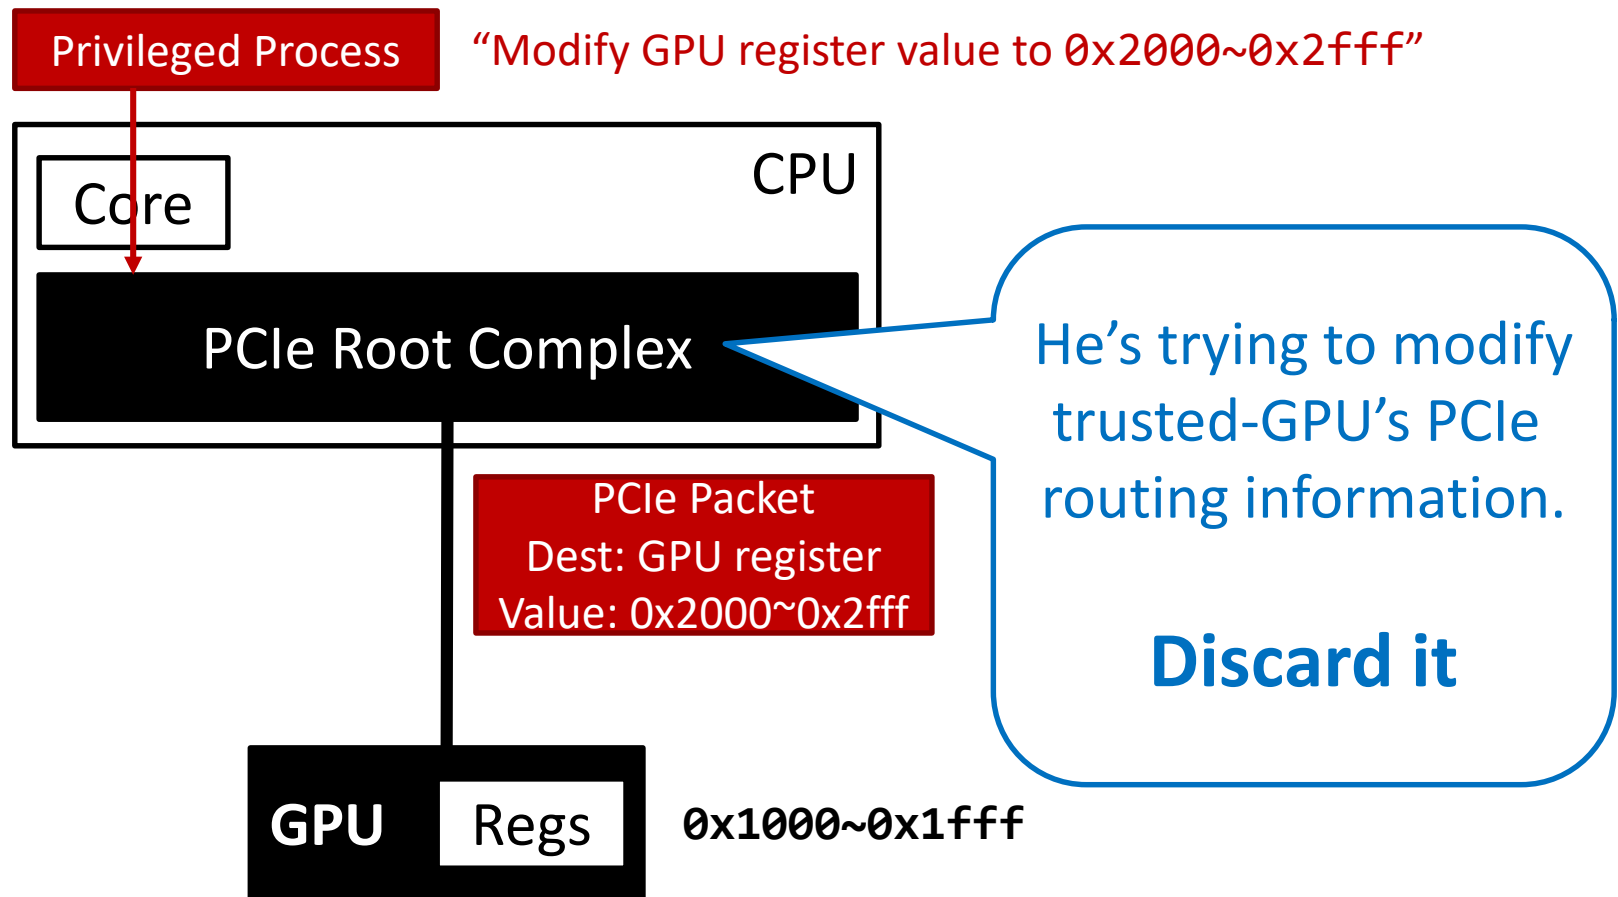 Privileged Process
“Modify GPU register value to 0x2000~0x2fff”
CPU
Core
PCIe Root Complex
He’s trying to modify
trusted-GPU’s PCIe
routing information.
Discard it
PCIe Packet
Dest: GPU register
Value: 0x2000~0x2fff
GPU
Regs
0x1000~0x1fff